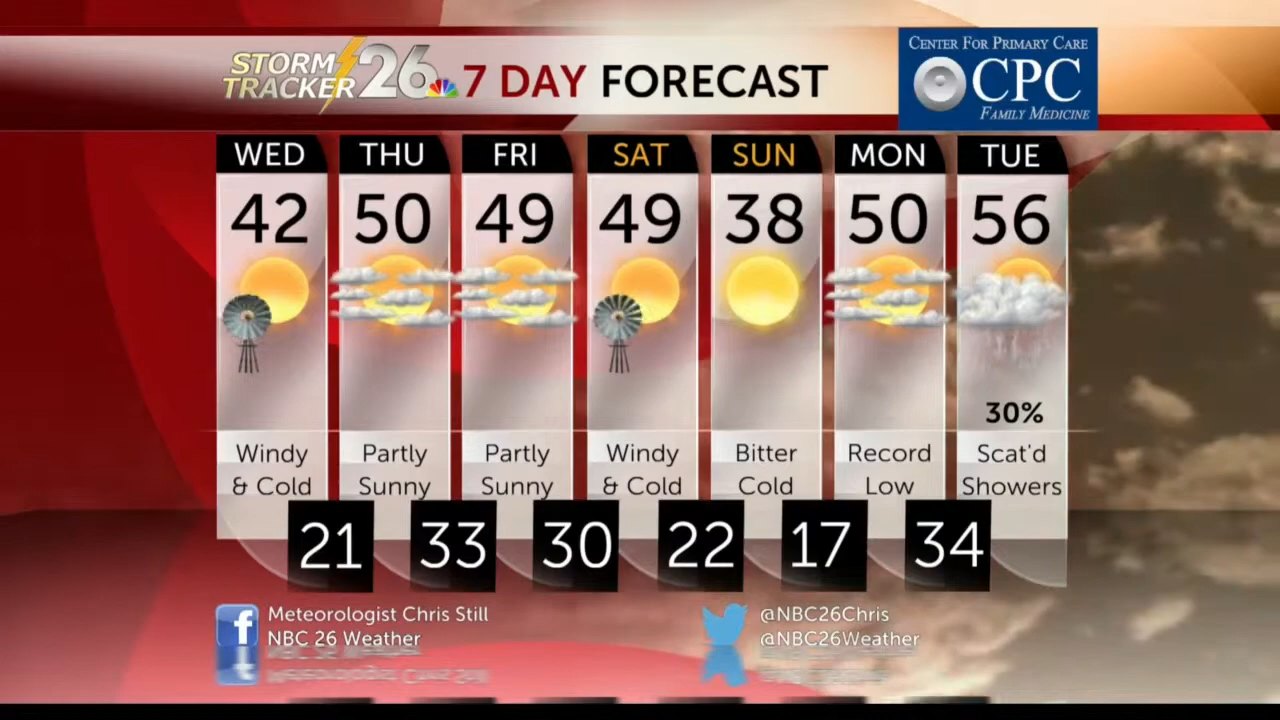 STORM
TRACKER 26
7 DAY FORECAST
CENTER FOR PRIMARY CARE
CPC
FAMILY MEDICINE
WED THU FRI SAT SUN MON TUE
42 50 49 49 38 50 56
30%
Windy Partly Partly Windy Bitter Record Scat'd
& Cold Sunny Sunny & Cold Cold Low Showers
21 33 30 22 17 34
f Meteorologist Chris Still @NBC26Chris
NBC 26 Weather @NBC26Weather